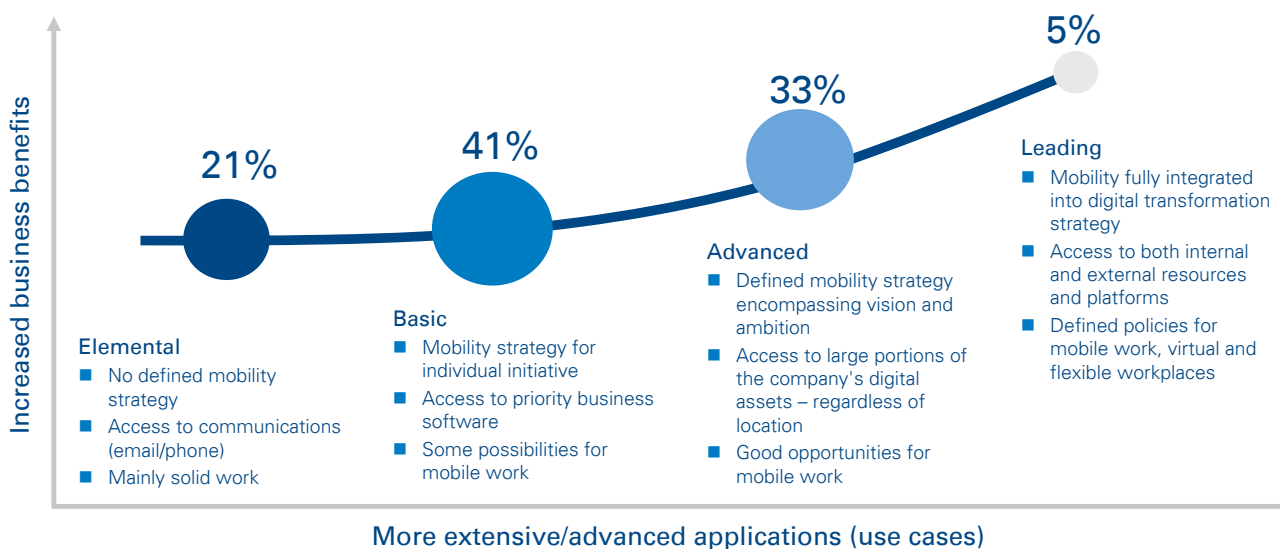 Increased business benefits
21%
Elemental
No defined mobility
strategy
Access to communications
(email/phone)
Mainly solid work
41%
Basic
Mobility strategy for
individual initiative
Access to priority business
software
Some possibilities for
mobile work
33%
Advanced
Defined mobility strategy
encompassing vision and
ambition
Access to large portions of
the company's digital
assets – regardless of
location
Good opportunities for
mobile work
5%
Leading
Mobility fully integrated
into digital transformation
strategy
Access to both internal
and external resources
and platforms
Defined policies for
mobile work, virtual and
flexible workplaces
More extensive/advanced applications (use cases)